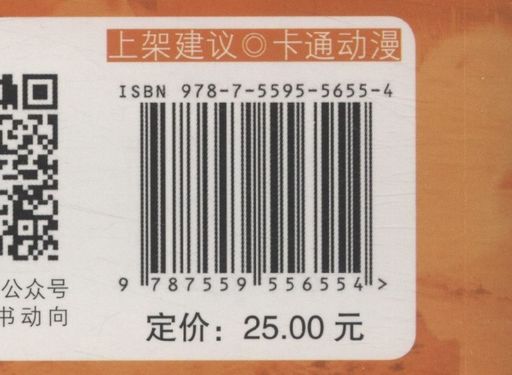 上架建议◎卡通动漫
ISBN 978-7-5595-5655-4
9 787559 556554 >
公众号
书动向
定价：25.00 元